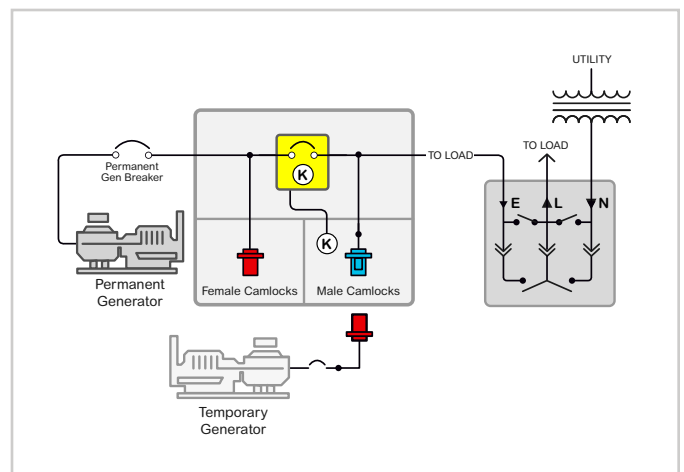 UTILITY
TO LOAD
Permanent
Gen Breaker
K
TO LOAD
E
L
N
K
Permanent
Generator
Female Camlocks
Male Camlocks
Temporary
Generator